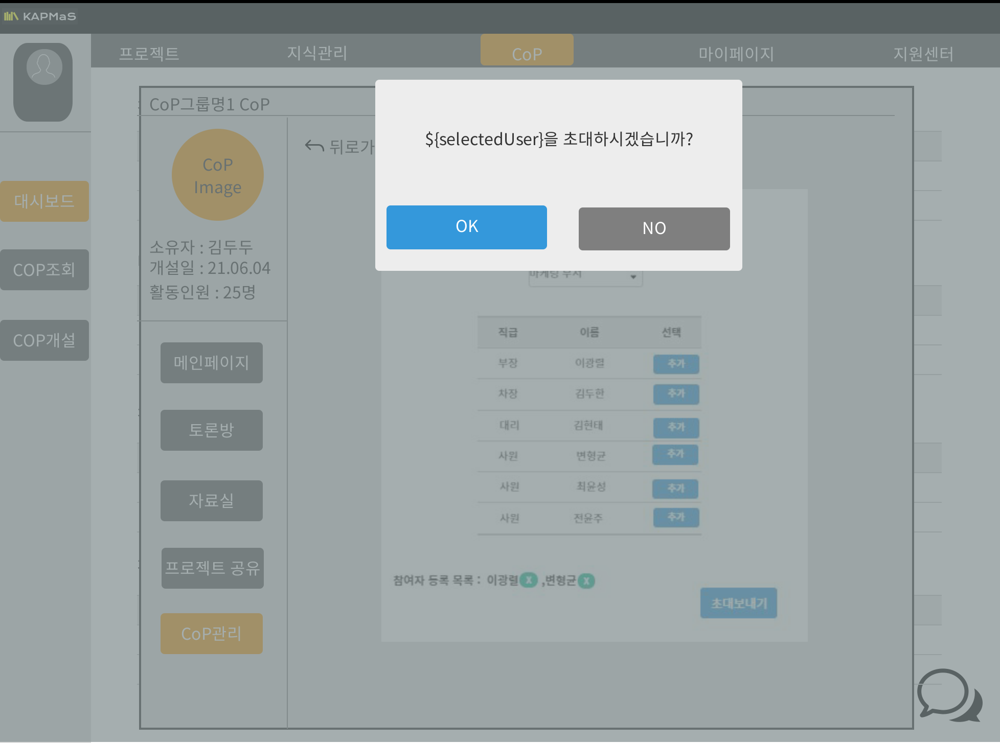 KAPMaS
프로젝트 지식관리 CoP 마이페이지 지원센터
CoP그룹명1 CoP
뒤로가
${selectedUser}을 초대하시겠습니까?
OK NO
CoP
Image
소유자 : 김두두
개설일 : 21.06.04
활동인원 : 25명
대시보드
COP조회
COP개설
메인페이지
토론방
자료실
프로젝트 공유
CoP관리
마케팅 부서
직급 이름 선택
부장 이광렬 추가
차장 김두한 추가
대리 김현태 추가
사원 변형균 추가
사원 최윤성 추가
사원 전윤주 추가
참여자 등록 목록 : 이광렬 X ,변형균 X
초대보내기